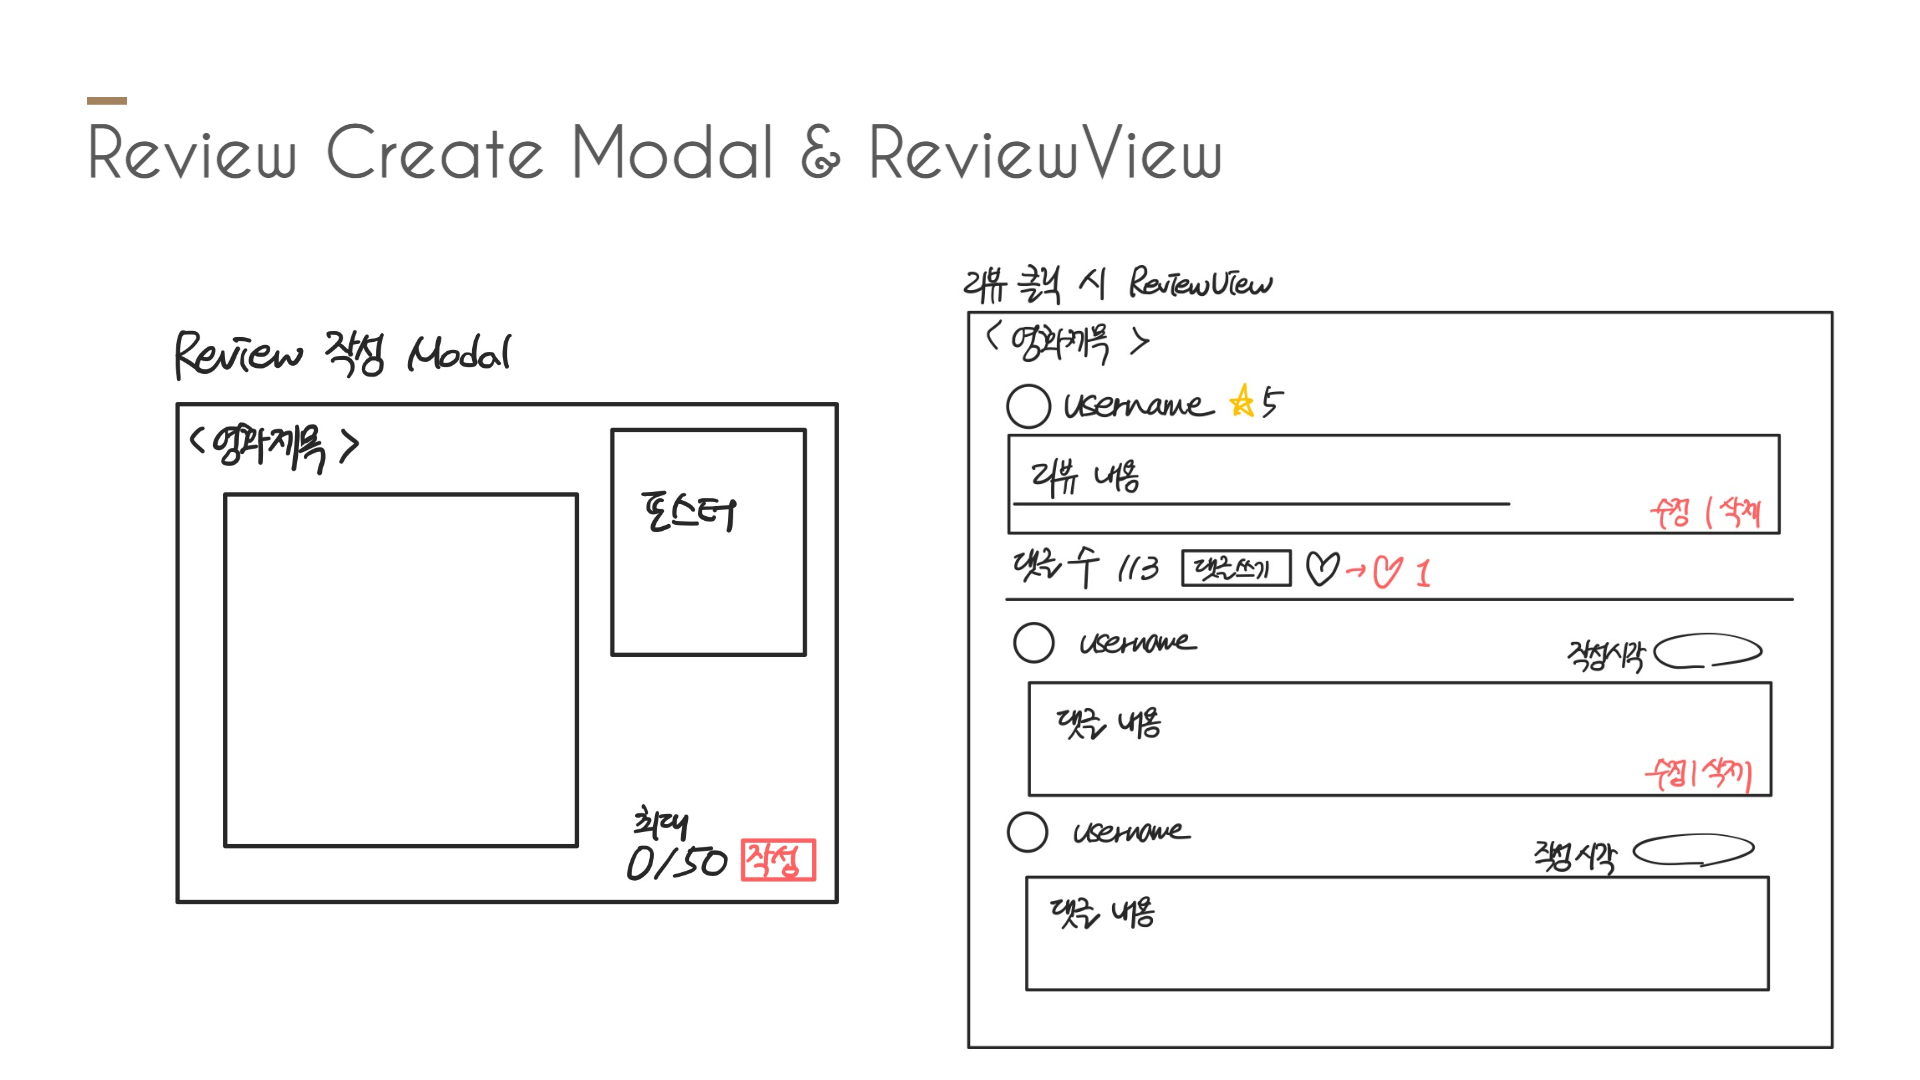 Review Create Modal & ReviewView
Review 작성 Modal
<영화제목>
포스터
최대
0/50 작성
리뷰 클릭 시 ReviewView
<영화제목>
username ☆5
리뷰 내용
수정 | 삭제
댓글 수 113 댓글쓰기 ♡→♡ 1
username
작성시각
댓글 내용
수정 | 삭제
username
작성시각
댓글 내용